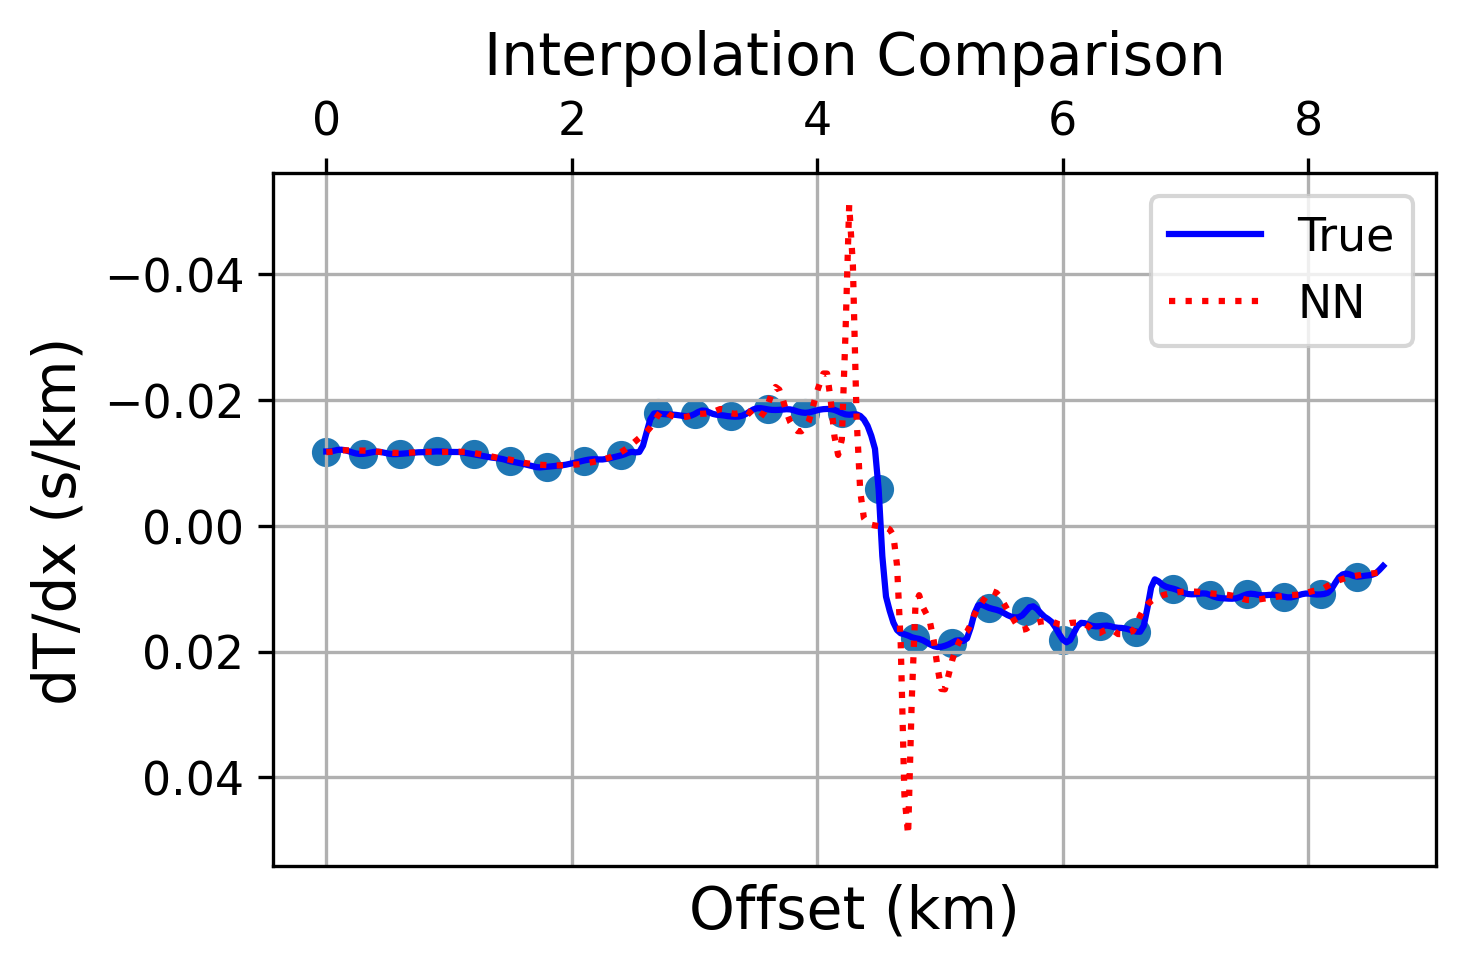 Interpolation Comparison
0 2 4 6 8
True
NN
−0.04
−0.02
0.00
0.02
0.04
dT/dx (s/km)
Offset (km)